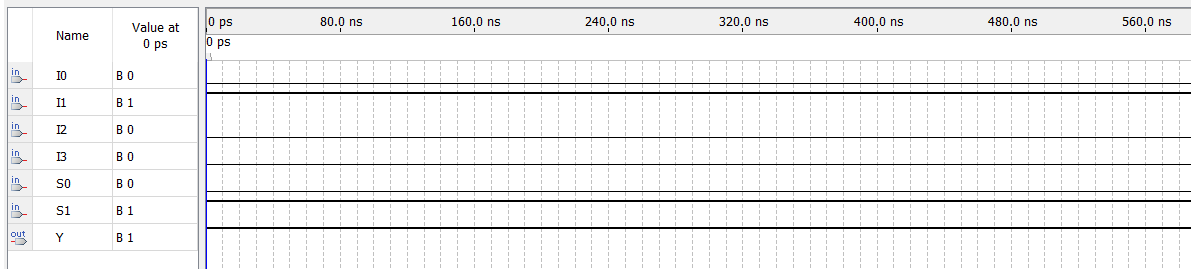 Name
Value at
0 ps
0 ps
80.0 ns
160.0 ns
240.0 ns
320.0 ns
400.0 ns
480.0 ns
560.0 ns
0 ps
in
I0
B 0
in
I1
B 1
in
I2
B 0
in
I3
B 0
in
S0
B 0
in
S1
B 1
out
Y
B 1